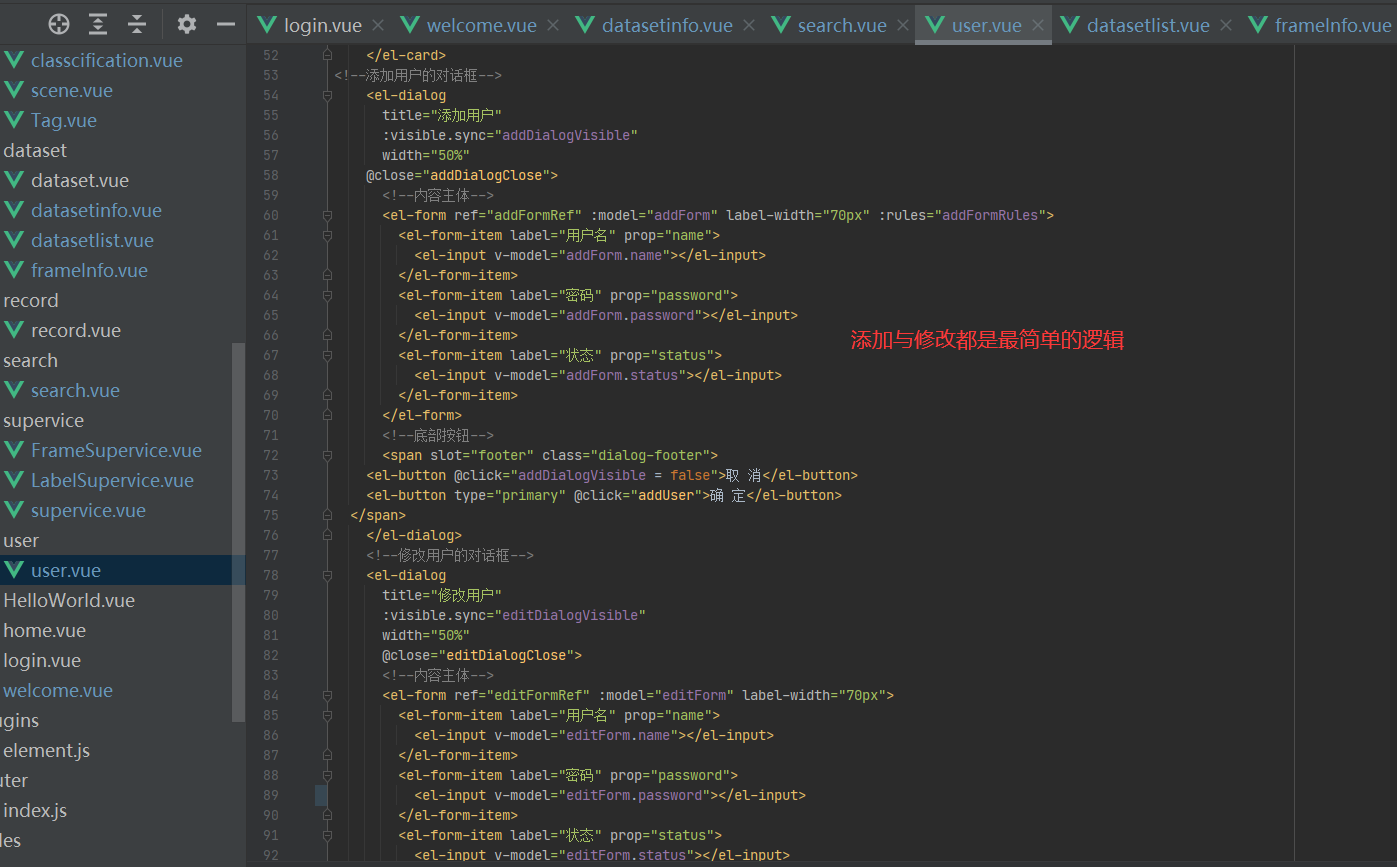 login.vue welcome.vue datasetinfo.vue search.vue user.vue datasetlist.vue frameInfo.vue
classcification.vue
scene.vue
Tag.vue
dataset
dataset.vue
datasetinfo.vue
datasetlist.vue
frameInfo.vue
record
record.vue
search
search.vue
supervice
FrameSupervice.vue
LabelSupervice.vue
supervice.vue
user
user.vue
HelloWorld.vue
home.vue
login.vue
welcome.vue
ugins
element.js
uter
index.js
les
52 </el-card>
53 <!--添加用户的对话框-->
54 <el-dialog
55 title="添加用户"
56 :visible.sync="addDialogVisible"
57 width="50%"
58 @close="addDialogClose">
59 <!--内容主体-->
60 <el-form ref="addFormRef" :model="addForm" label-width="70px" :rules="addFormRules">
61 <el-form-item label="用户名" prop="name">
62 <el-input v-model="addForm.name"></el-input>
63 </el-form-item>
64 <el-form-item label="密码" prop="password">
65 <el-input v-model="addForm.password"></el-input>
66 </el-form-item>
添加与修改都是最简单的逻辑
67 <el-form-item label="状态" prop="status">
68 <el-input v-model="addForm.status"></el-input>
69 </el-form-item>
70 </el-form>
71 <!--底部按钮-->
72 <span slot="footer" class="dialog-footer">
73 <el-button @click="addDialogVisible = false">取 消</el-button>
74 <el-button type="primary" @click="addUser">确 定</el-button>
75 </span>
76 </el-dialog>
77 <!--修改用户的对话框-->
78 <el-dialog
79 title="修改用户"
80 :visible.sync="editDialogVisible"
81 width="50%"
82 @close="editDialogClose">
83 <!--内容主体-->
84 <el-form ref="editFormRef" :model="editForm" label-width="70px">
85 <el-form-item label="用户名" prop="name">
86 <el-input v-model="editForm.name"></el-input>
87 </el-form-item>
88 <el-form-item label="密码" prop="password">
89 <el-input v-model="editForm.password"></el-input>
90 </el-form-item>
91 <el-form-item label="状态" prop="status">
92 <el-input v-model="editForm.status"></el-input>